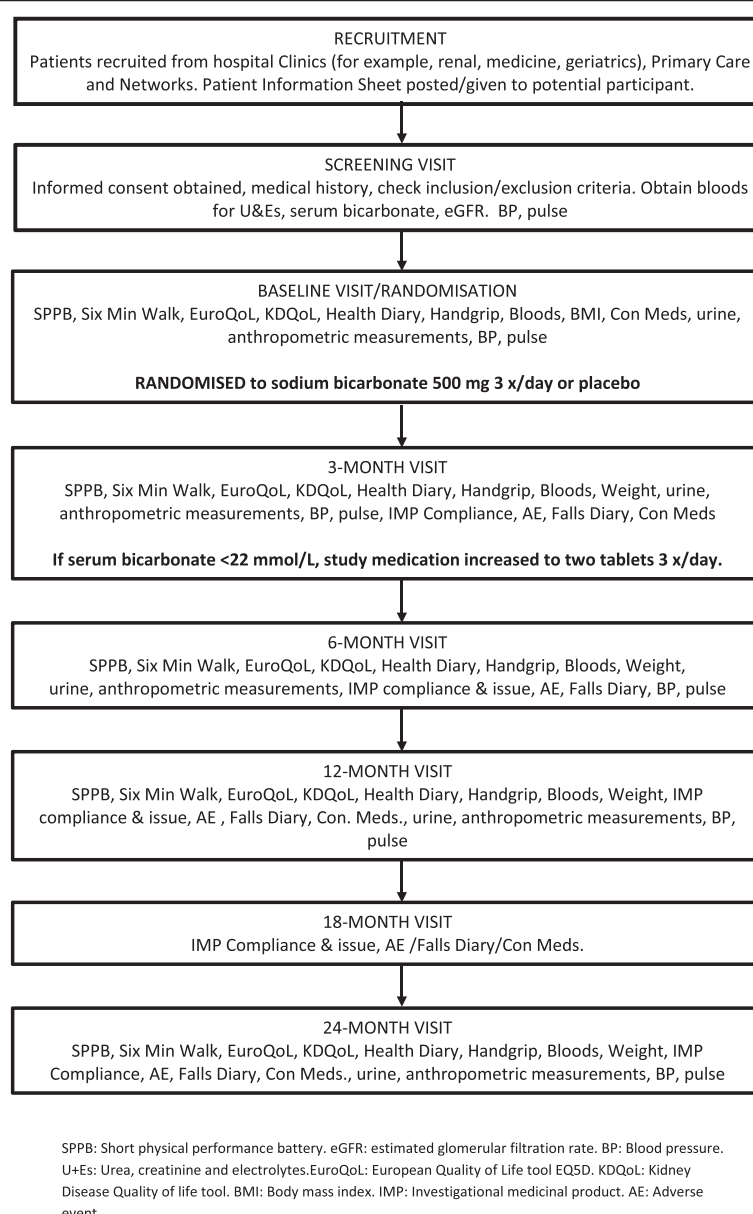 RECRUITMENT
Patients recruited from hospital Clinics (for example, renal, medicine, geriatrics), Primary Care
and Networks. Patient Information Sheet posted/given to potential participant.
SCREENING VISIT
Informed consent obtained, medical history, check inclusion/exclusion criteria. Obtain bloods
for U&Es, serum bicarbonate, eGFR.  BP, pulse
BASELINE VISIT/RANDOMISATION
SPPB, Six Min Walk, EuroQoL, KDQoL, Health Diary, Handgrip, Bloods, BMI, Con Meds, urine,
anthropometric measurements, BP, pulse
RANDOMISED to sodium bicarbonate 500 mg 3 x/day or placebo
3-MONTH VISIT
SPPB, Six Min Walk, EuroQoL, KDQoL, Health Diary, Handgrip, Bloods, Weight, urine,
anthropometric measurements, BP, pulse, IMP Compliance, AE, Falls Diary, Con Meds
If serum bicarbonate <22 mmol/L, study medication increased to two tablets 3 x/day.
6-MONTH VISIT
SPPB, Six Min Walk, EuroQoL, KDQoL, Health Diary, Handgrip, Bloods, Weight,
urine, anthropometric measurements, IMP compliance & issue, AE, Falls Diary, BP, pulse
12-MONTH VISIT
SPPB, Six Min Walk, EuroQoL, KDQoL, Health Diary, Handgrip, Bloods, Weight, IMP
compliance & issue, AE , Falls Diary, Con. Meds., urine, anthropometric measurements, BP,
pulse
18-MONTH VISIT
IMP Compliance & issue, AE /Falls Diary/Con Meds.
24-MONTH VISIT
SPPB, Six Min Walk, EuroQoL, KDQoL, Health Diary, Handgrip, Bloods, Weight, IMP
Compliance, AE, Falls Diary, Con Meds., urine, anthropometric measurements, BP, pulse
SPPB: Short physical performance battery. eGFR: estimated glomerular filtration rate. BP: Blood pressure.
U+Es: Urea, creatinine and electrolytes.EuroQoL: European Quality of Life tool EQ5D. KDQoL: Kidney
Disease Quality of life tool. BMI: Body mass index. IMP: Investigational medicinal product. AE: Adverse
event